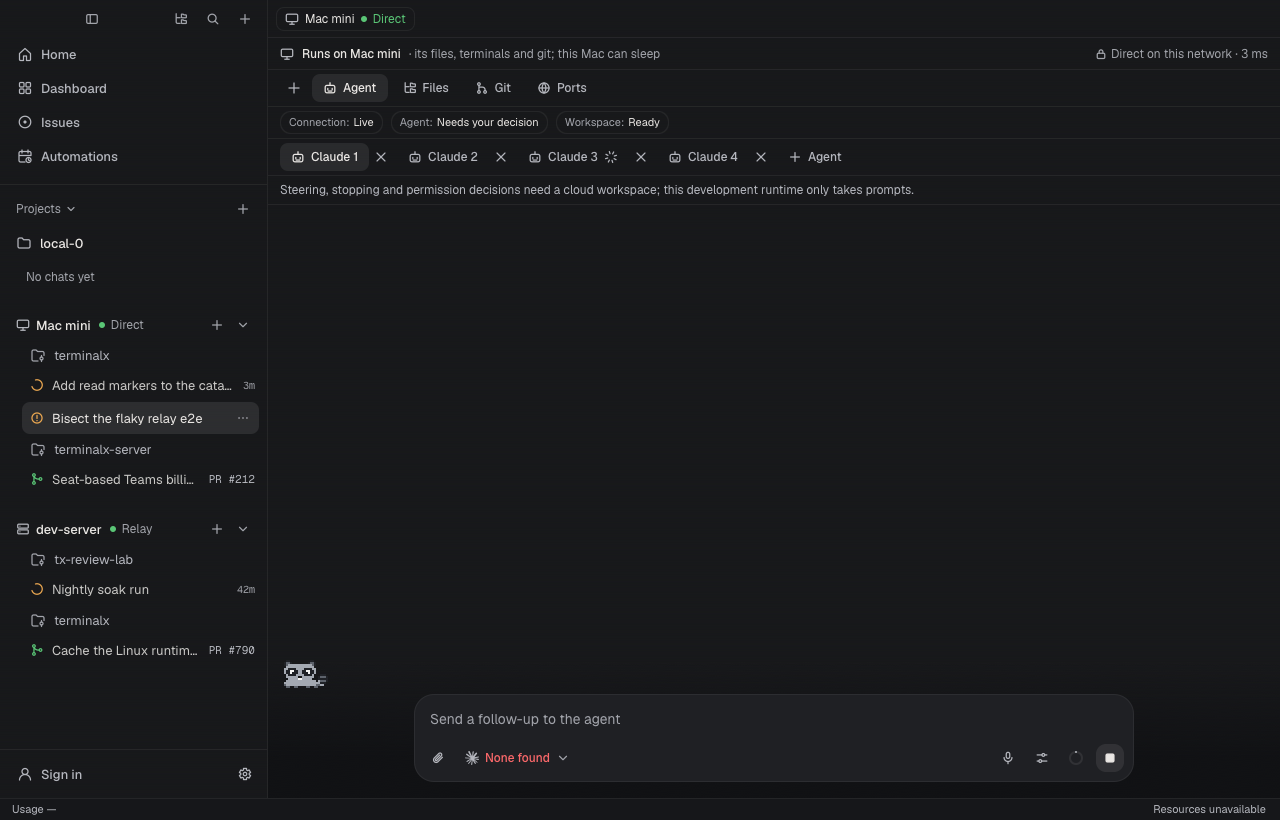 Mac mini Direct
Home
Dashboard
Issues
Automations
Projects
local-0
No chats yet
Mac mini Direct
terminalx
Add read markers to the cata... 3m
Bisect the flaky relay e2e ...
terminalx-server
Seat-based Teams billi... PR #212
dev-server Relay
tx-review-lab
Nightly soak run 42m
terminalx
Cache the Linux runtim... PR #790
Sign in
Runs on Mac mini · its files, terminals and git; this Mac can sleep
Direct on this network · 3 ms
Agent Files Git Ports
Connection: Live Agent: Needs your decision Workspace: Ready
Claude 1 Claude 2 Claude 3 Claude 4 Agent
Steering, stopping and permission decisions need a cloud workspace; this development runtime only takes prompts.
Send a follow-up to the agent
None found
Usage —
Resources unavailable